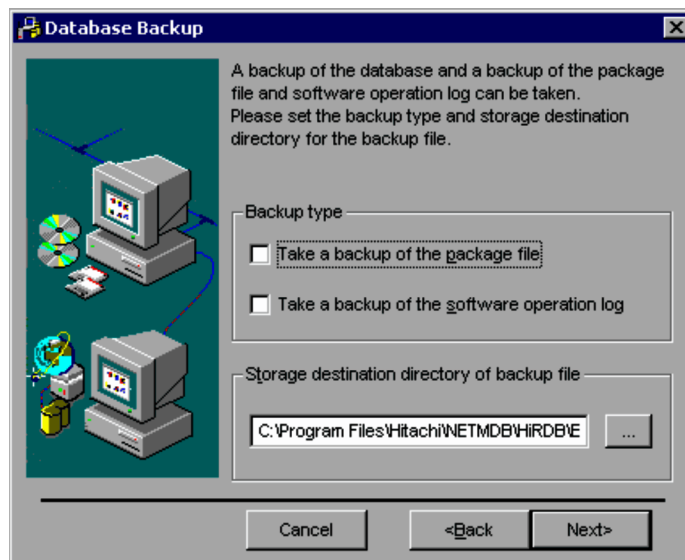 Database Backup
A backup of the database and a backup of the package
file and software operation log can be taken.
Please set the backup type and storage destination
directory for the backup file.
Backup type
Take a backup of the package file
Take a backup of the software operation log
Storage destination directory of backup file
C:\Program Files\Hitachi\NETMDB\HiRDB\E
...
Cancel
<Back
Next>